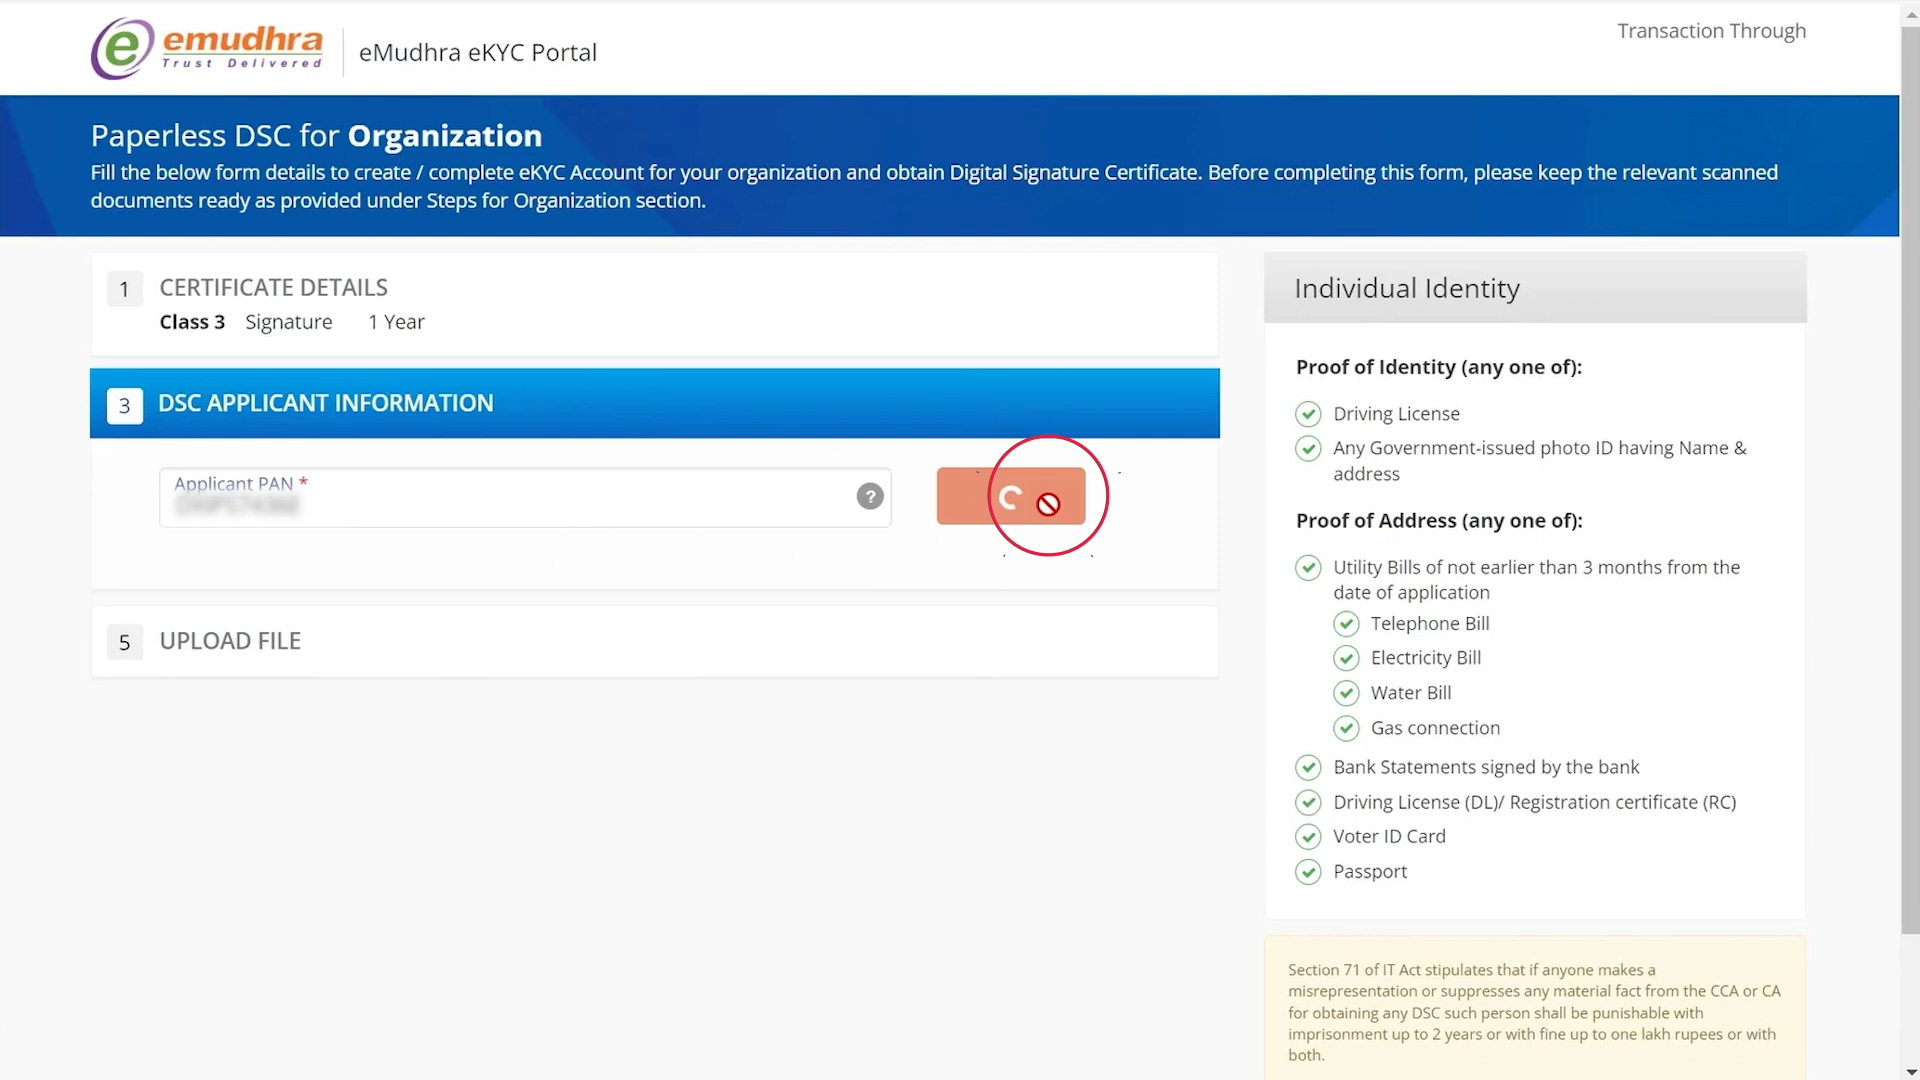 emudhra
Trust Delivered
eMudhra eKYC Portal
Transaction Through
Paperless DSC for Organization
Fill the below form details to create / complete eKYC Account for your organization and obtain Digital Signature Certificate. Before completing this form, please keep the relevant scanned
documents ready as provided under Steps for Organization section.
1 CERTIFICATE DETAILS
Class 3 Signature 1 Year
3 DSC APPLICANT INFORMATION
Applicant PAN *
?
5 UPLOAD FILE
Individual Identity
Proof of Identity (any one of):
Driving License
Any Government-issued photo ID having Name &
address
Proof of Address (any one of):
Utility Bills of not earlier than 3 months from the
date of application
Telephone Bill
Electricity Bill
Water Bill
Gas connection
Bank Statements signed by the bank
Driving License (DL)/ Registration certificate (RC)
Voter ID Card
Passport
Section 71 of IT Act stipulates that if anyone makes a
misrepresentation or suppresses any material fact from the CCA or CA
for obtaining any DSC such person shall be punishable with
imprisonment up to 2 years or with fine up to one lakh rupees or with
both.